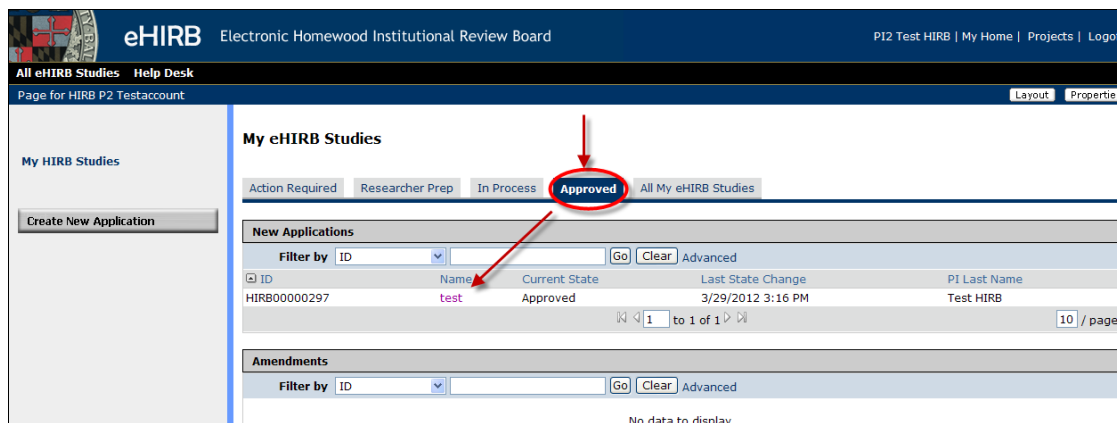 eHIRB Electronic Homewood Institutional Review Board PI2 Test HIRB | My Home | Projects |
All eHIRB Studies Help Desk
Page for HIRB P2 Testaccount Layout
My eHIRB Studies
My HIRB Studies
Action Required Researcher Prep In Process Approved All My eHIRB Studies
Create New Application
New Applications
Filter by ID Go Clear Advanced
ID Name Current State Last State Change PI Last Name
HIRB00000297 test Approved 3/29/2012 3:16 PM Test HIRB
1 to 1 of 1 10 / page
Amendments
Filter by ID Go Clear Advanced
No data to display